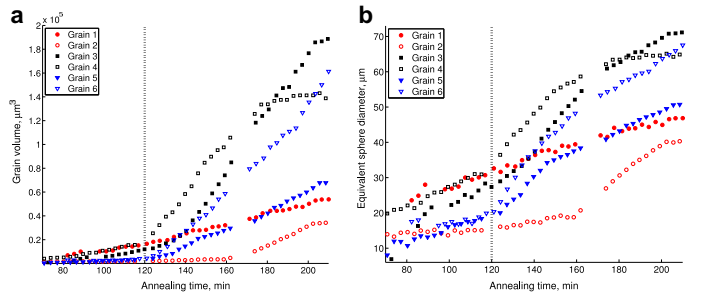 a
2 x 10^5
1.8
1.6
1.4
1.2
1
0.8
0.6
0.4
0.2
Grain volume, µm³
Grain 1
Grain 2
Grain 3
Grain 4
Grain 5
Grain 6
70 80 100 120 140 160 180 200
Annealing time, min
b
70
60
50
40
30
20
10
Equivalent sphere diameter, µm
Grain 1
Grain 2
Grain 3
Grain 4
Grain 5
Grain 6
70 80 100 120 140 160 180 200
Annealing time, min